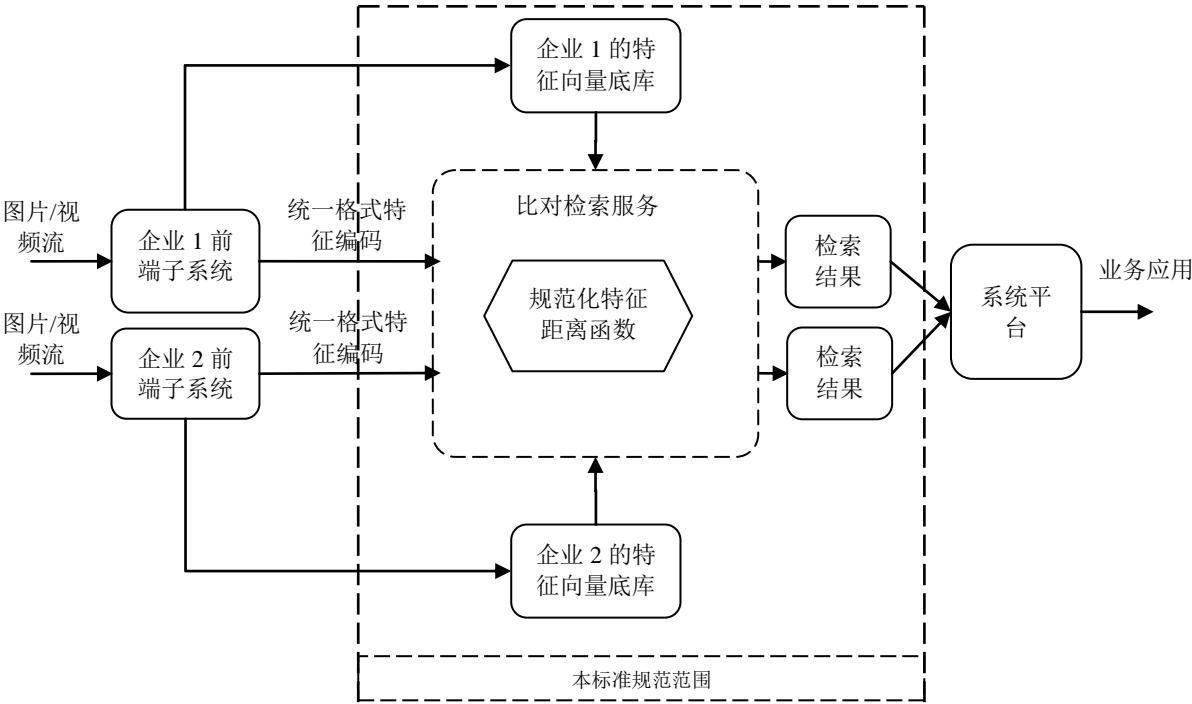 企业 1 的特
征向量底库
比对检索服务
图片/视
频流
企业 1 前
端子系统
统一格式特
征编码
规范化特征
距离函数
检索
结果
系统平
台
业务应用
图片/视
频流
企业 2 前
端子系统
统一格式特
征编码
检索
结果
企业 2 的特
征向量底库
本标准规范范围